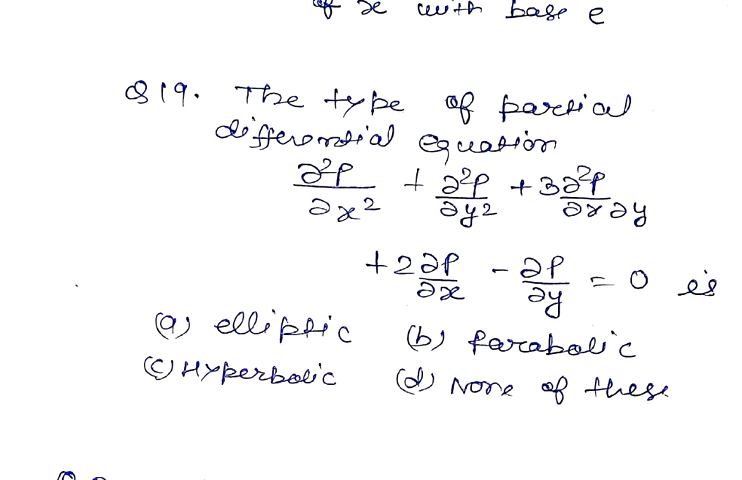 of x with base e
Q19. The type of partial
differential equation
∂²P/∂x² + ∂²P/∂y² + 3∂²P/∂x∂y
+2∂P/∂x - ∂P/∂y = 0 is
(a) elliptic (b) parabolic
(c) Hyperbolic (d) None of these